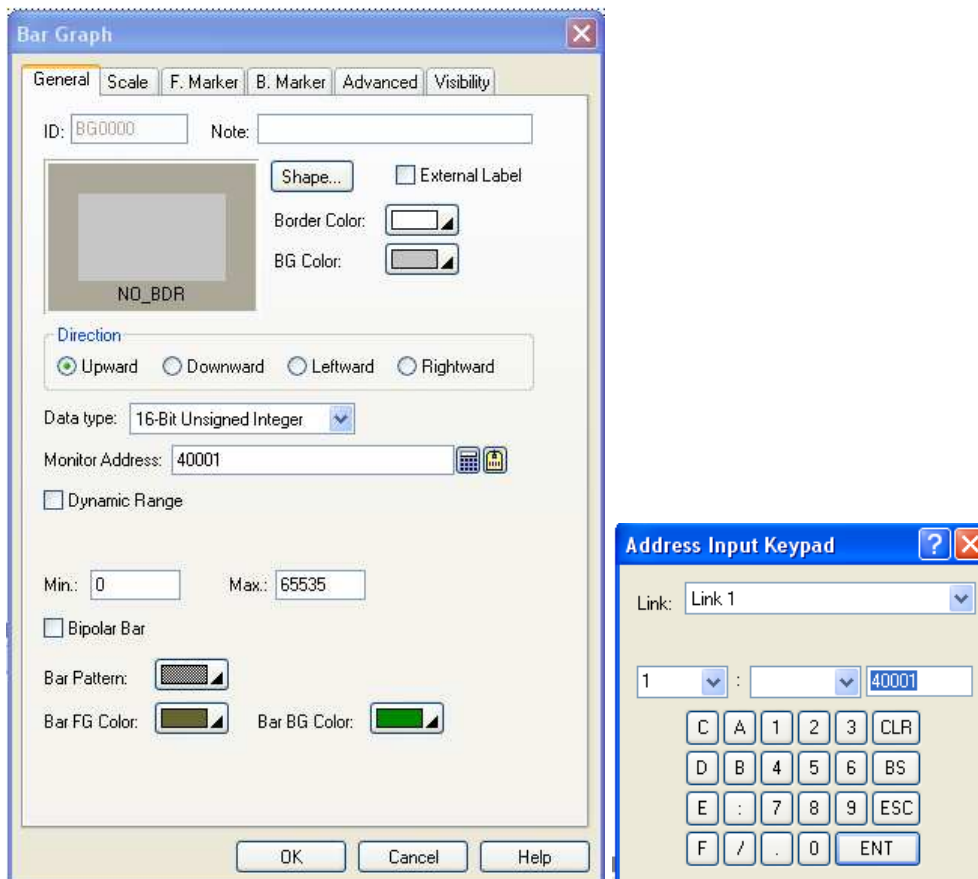 Bar Graph
General Scale F. Marker B. Marker Advanced Visibility
ID: BG0000 Note:
Shape... External Label
Border Color:
BG Color:
NO_BDR
Direction
Upward Downward Leftward Rightward
Data type: 16-Bit Unsigned Integer
Monitor Address: 40001
Dynamic Range
Min.: 0 Max.: 65535
Bipolar Bar
Bar Pattern:
Bar FG Color: Bar BG Color:
OK Cancel Help
Address Input Keypad ?
Link: Link 1
1 : 40001
C A 1 2 3 CLR
D B 4 5 6 BS
E : 7 8 9 ESC
F / . 0 ENT